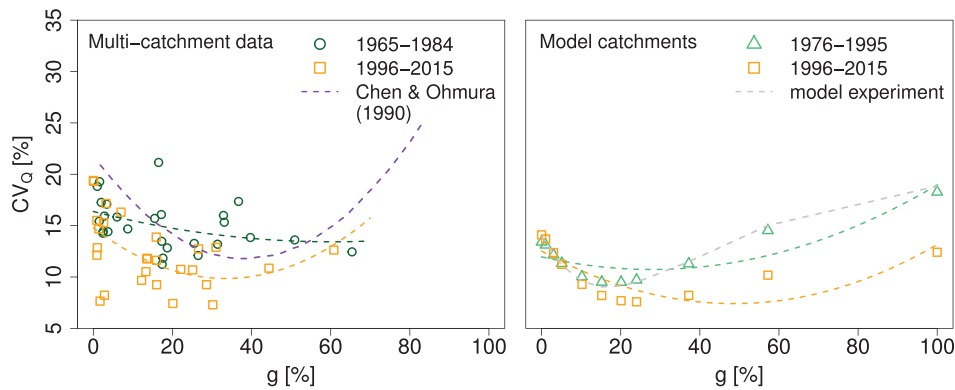 Multi−catchment data
1965−1984
1996−2015
Chen & Ohmura
(1990)
CVQ [%]
35
30
25
20
15
10
5
0 20 40 60 80 100
g [%]
Model catchments
1976−1995
1996−2015
model experiment
0 20 40 60 80 100
g [%]